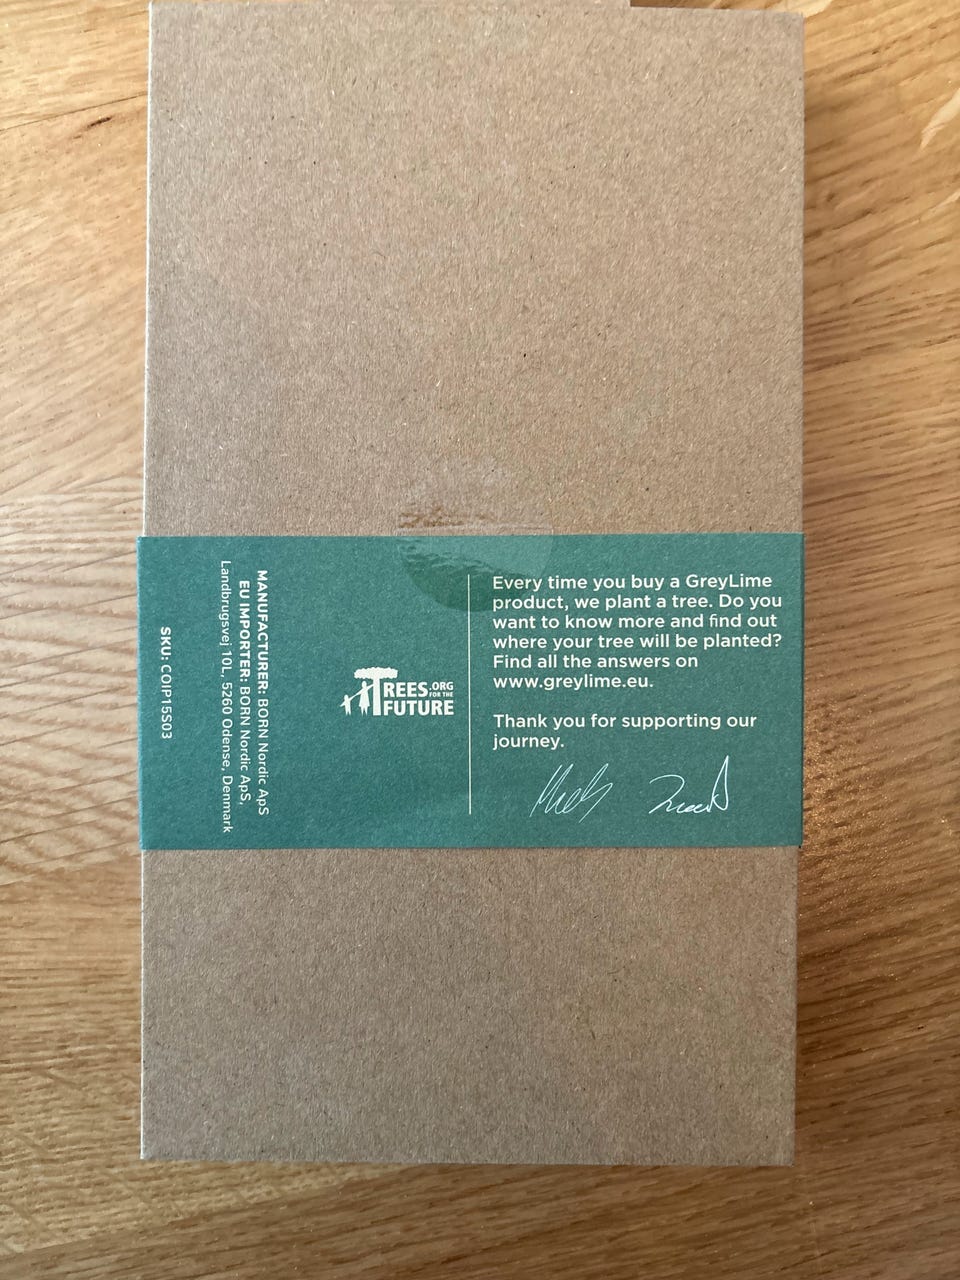 Every time you buy a GreyLime
product, we plant a tree. Do you
want to know more and find out
where your tree will be planted?
Find all the answers on
www.greylime.eu.
Thank you for supporting our
journey.
TREES.ORG
FOR THE
FUTURE
MANUFACTURER: BORN Nordic ApS
EU IMPORTER: BORN Nordic ApS,
Landbrugsvej 10L, 5260 Odense, Denmark
SKU: COIP15S03